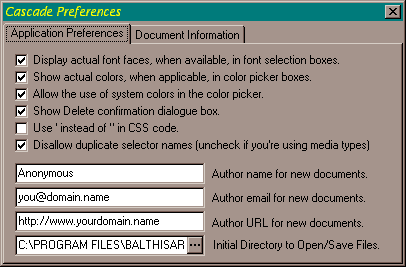 Cascade Preferences
Application Preferences Document Information
Display actual font faces, when available, in font selection boxes.
Show actual colors, when applicable, in color picker boxes.
Allow the use of system colors in the color picker.
Show Delete confirmation dialogue box.
Use ' instead of " in CSS code.
Disallow duplicate selector names (uncheck if you're using media types)
Anonymous Author name for new documents.
you@domain.name Author email for new documents.
http://www.yourdomain.name Author URL for new documents.
C:\PROGRAM FILES\BALTHISAR ... Initial Directory to Open/Save Files.